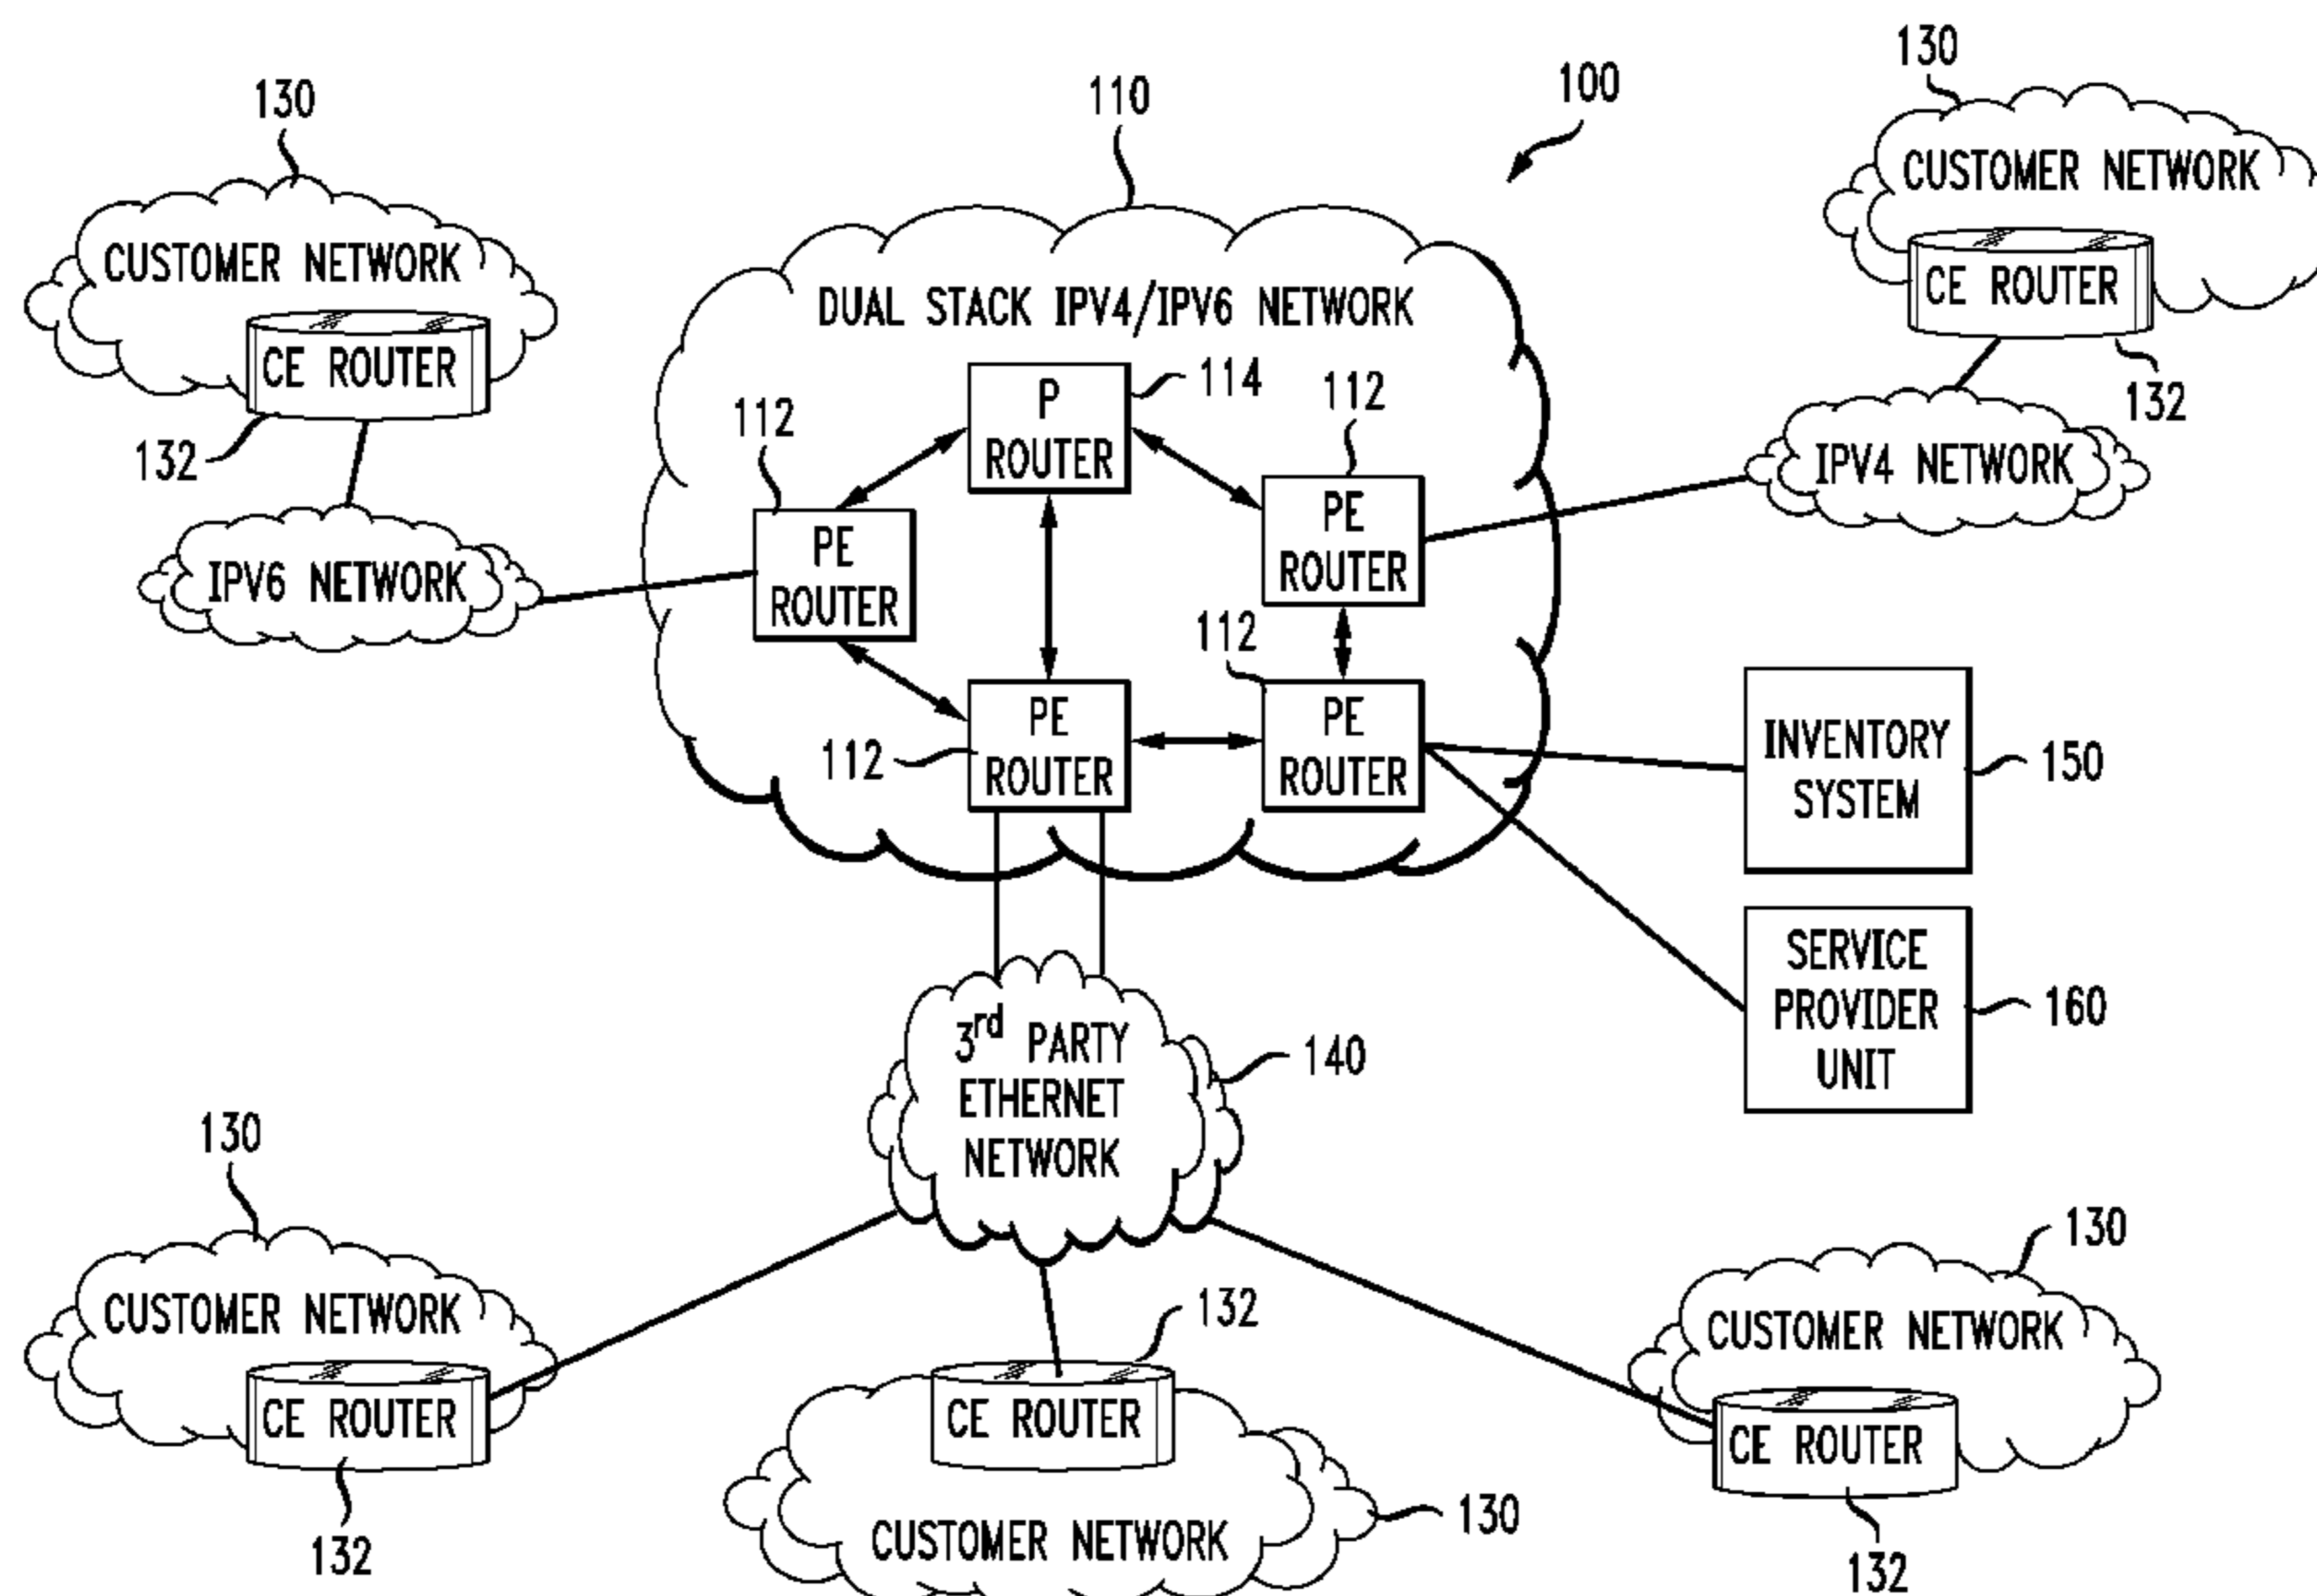 130
110
100
130
CUSTOMER NETWORK
CE ROUTER
132
IPV6 NETWORK
DUAL STACK IPV4/IPV6 NETWORK
P
ROUTER
114
112
PE
ROUTER
112
PE
ROUTER
112
PE
ROUTER
112
PE
ROUTER
CUSTOMER NETWORK
CE ROUTER
132
IPV4 NETWORK
INVENTORY
SYSTEM
150
SERVICE
PROVIDER
UNIT
160
3rd PARTY
ETHERNET
NETWORK
140
130
CUSTOMER NETWORK
CE ROUTER
132
132
CE ROUTER
CUSTOMER NETWORK
130
130
CUSTOMER NETWORK
CE ROUTER
132